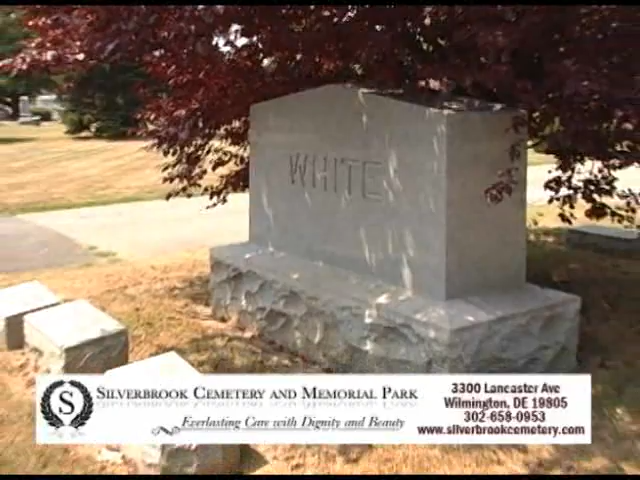 WHITE
S
SILVERBROOK CEMETERY AND MEMORIAL PARK
Everlasting Care with Dignity and Beauty
3300 Lancaster Ave
Wilmington, DE 19805
302-658-0953
www.silverbrookcemetery.com